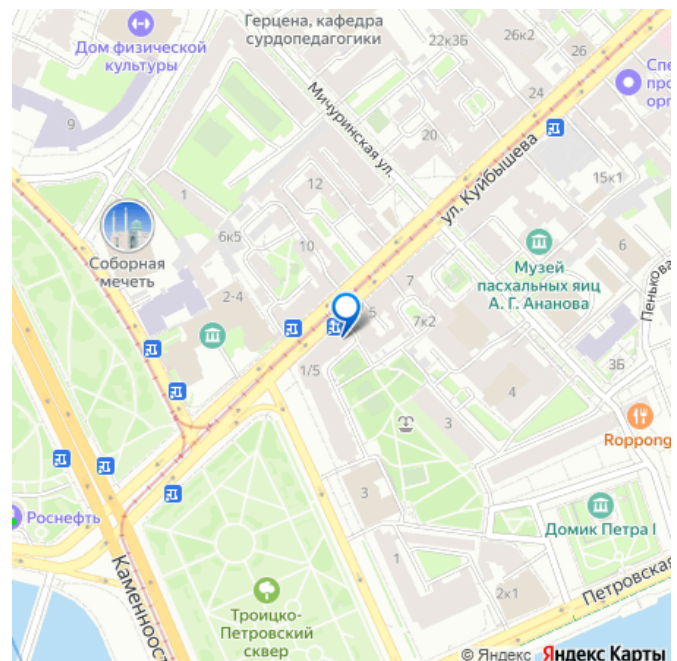 Герцена, кафедра
сурдопедагогики
Дом физической
культуры
22к3Б
26к2
26
24
Спе
про
орг
9
Мичуринская ул.
20
ул. Куйбышева
15к1
1
12
6к5
10
Соборная
мечеть
2-4
7
5
7к2
Музей
пасхальных яиц
А. Г. Ананова
6
Пенькова
1/5
4
3Б
3
Roppong
Роснефть
3
Домик Петра I
1
Каменноос
2к1
Петровская
Троицко-
Петровский
сквер
© Яндекс Яндекс Карты